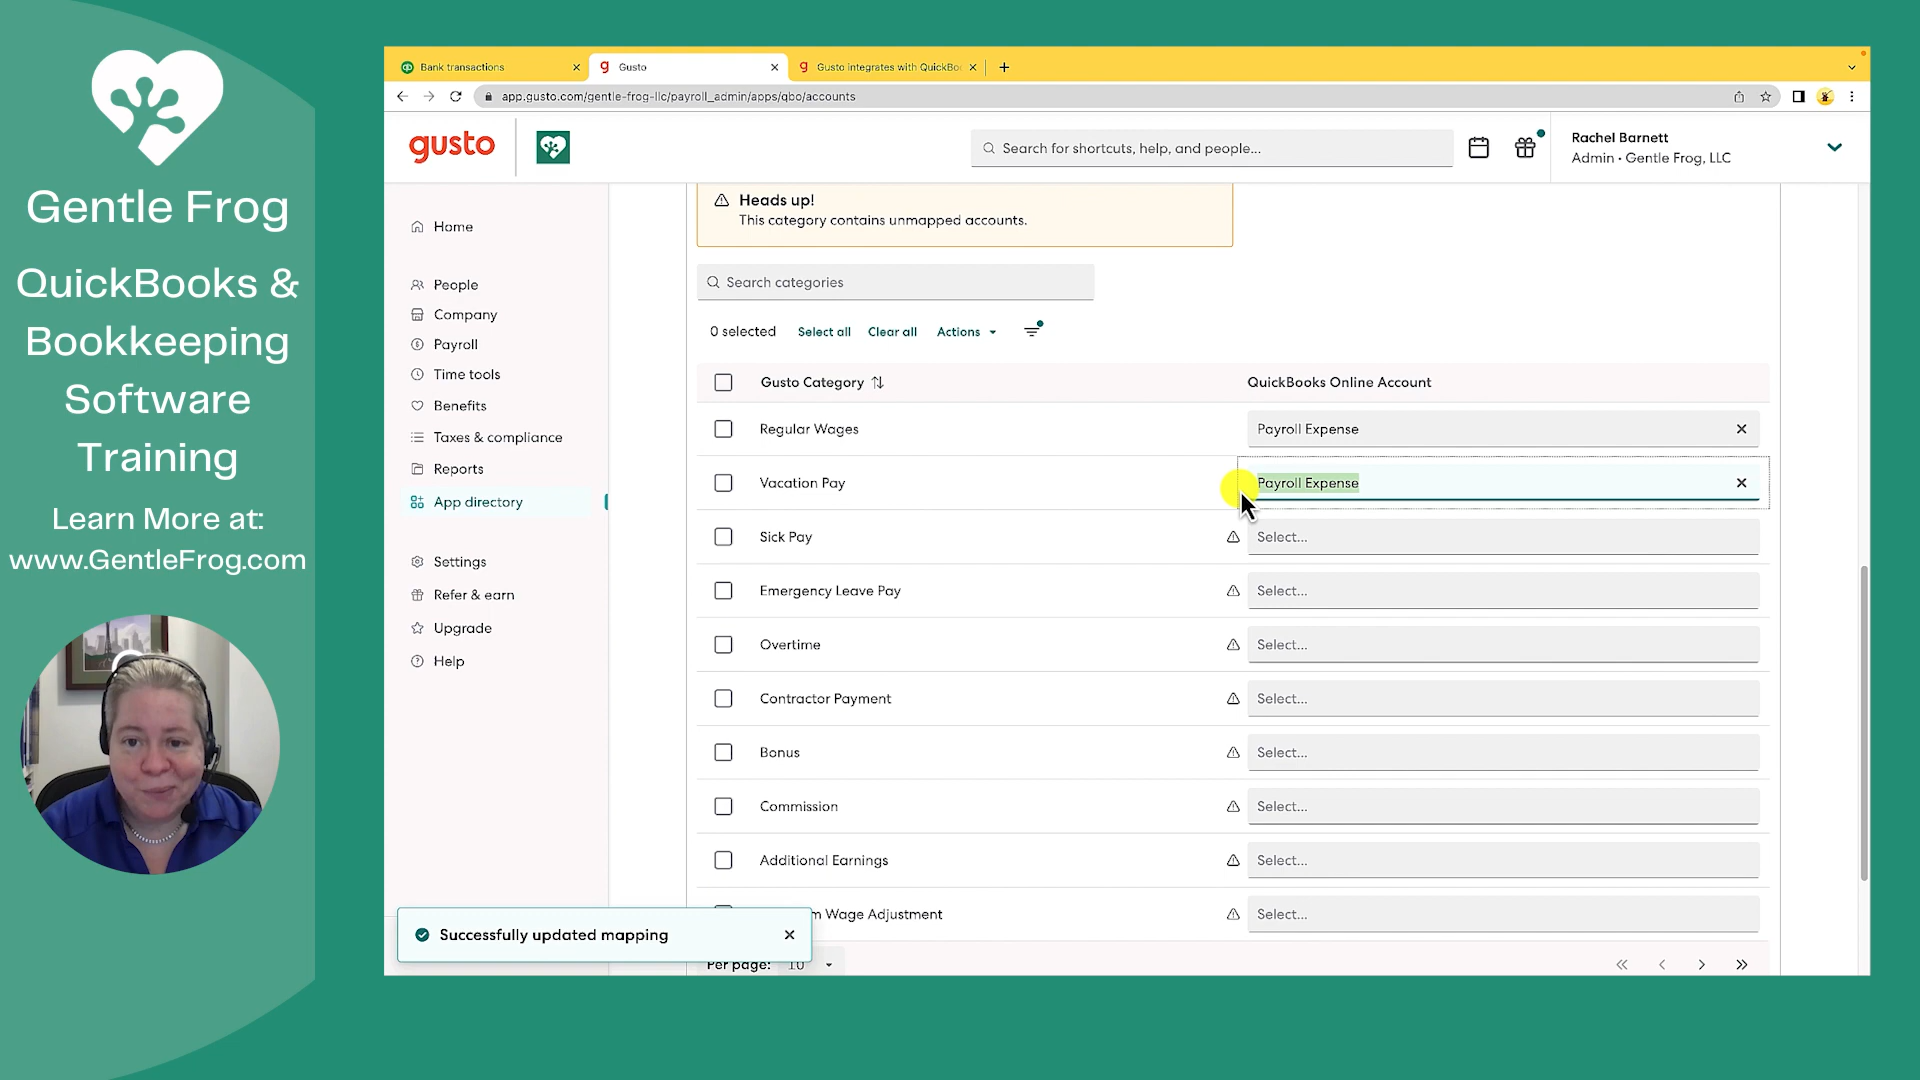 Gentle Frog
QuickBooks &
Bookkeeping
Software
Training
Learn More at:
www.GentleFrog.com
Bank transactions
Gusto
Gusto integrates with QuickBo
app.gusto.com/gentle-frog-llc/payroll_admin/apps/qbo/accounts
gusto
Search for shortcuts, help, and people...
Rachel Barnett
Admin • Gentle Frog, LLC
Home
People
Company
Payroll
Time tools
Benefits
Taxes & compliance
Reports
App directory
Settings
Refer & earn
Upgrade
Help
Heads up!
This category contains unmapped accounts.
Search categories
0 selected Select all Clear all Actions
Gusto Category QuickBooks Online Account
Regular Wages Payroll Expense
Vacation Pay Payroll Expense
Sick Pay Select...
Emergency Leave Pay Select...
Overtime Select...
Contractor Payment Select...
Bonus Select...
Commission Select...
Additional Earnings Select...
m Wage Adjustment Select...
Successfully updated mapping
Per page: 10